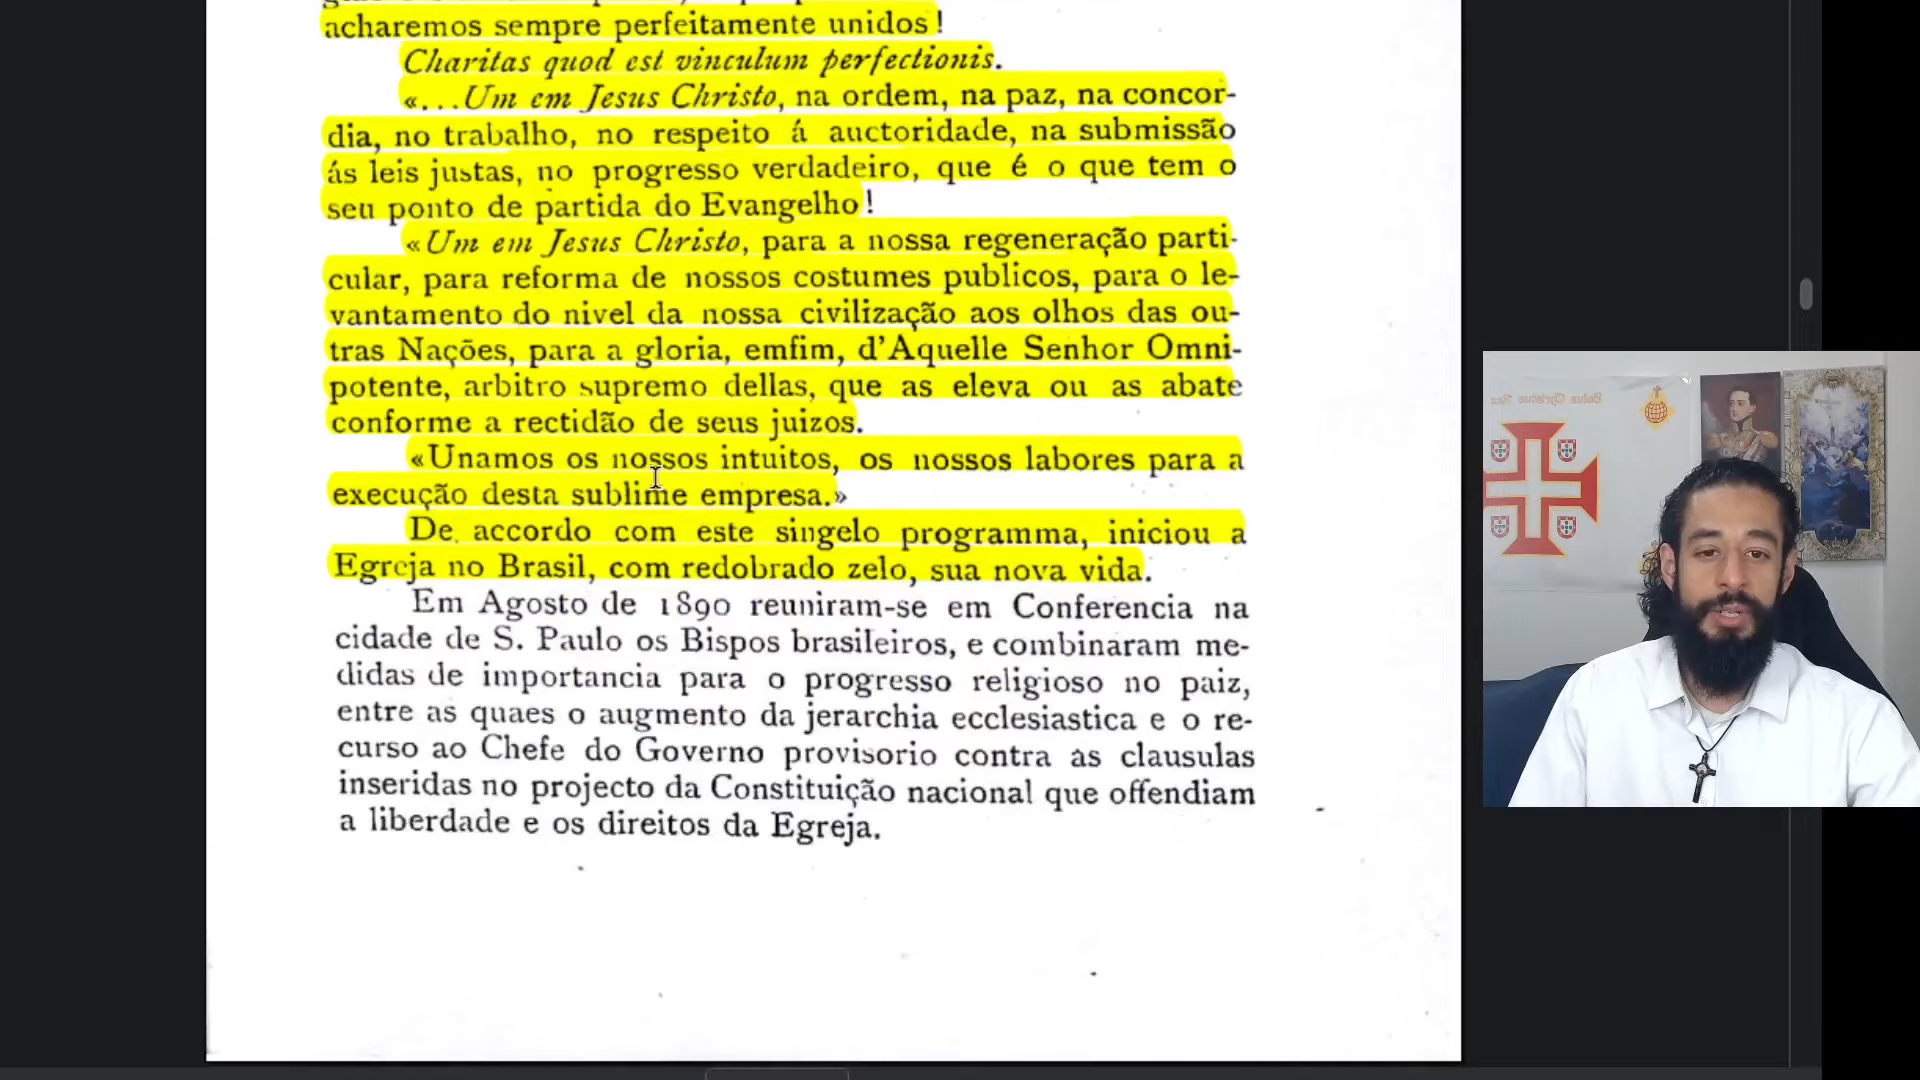 acharemos sempre perfeitamente unidos!
Charitas quod est vinculum perfectionis.
«...Um em Jesus Christo, na ordem, na paz, na concor-
dia, no trabalho, no respeito á auctoridade, na submissão
ás leis justas, no progresso verdadeiro, que é o que tem o
seu ponto de partida do Evangelho!
«Um em Jesus Christo, para a nossa regeneração parti-
cular, para reforma de nossos costumes publicos, para o le-
vantamento do nivel da nossa civilização aos olhos das ou-
tras Nações, para a gloria, emfim, d'Aquelle Senhor Omni-
potente, arbitro supremo dellas, que as eleva ou as abate
conforme a rectidão de seus juizos.
«Unamos os nossos intuitos, os nossos labores para a
execução desta sublime empresa.»
De accordo com este singelo programma, iniciou a
Egreja no Brasil, com redobrado zelo, sua nova vida.
Em Agosto de 1890 reuniram-se em Conferencia na
cidade de S. Paulo os Bispos brasileiros, e combinaram me-
didas de importancia para o progresso religioso no paiz,
entre as quaes o augmento da jerarchia ecclesiastica e o re-
curso ao Chefe do Governo provisorio contra as clausulas
inseridas no projecto da Constituição nacional que offendiam
a liberdade e os direitos da Egreja.